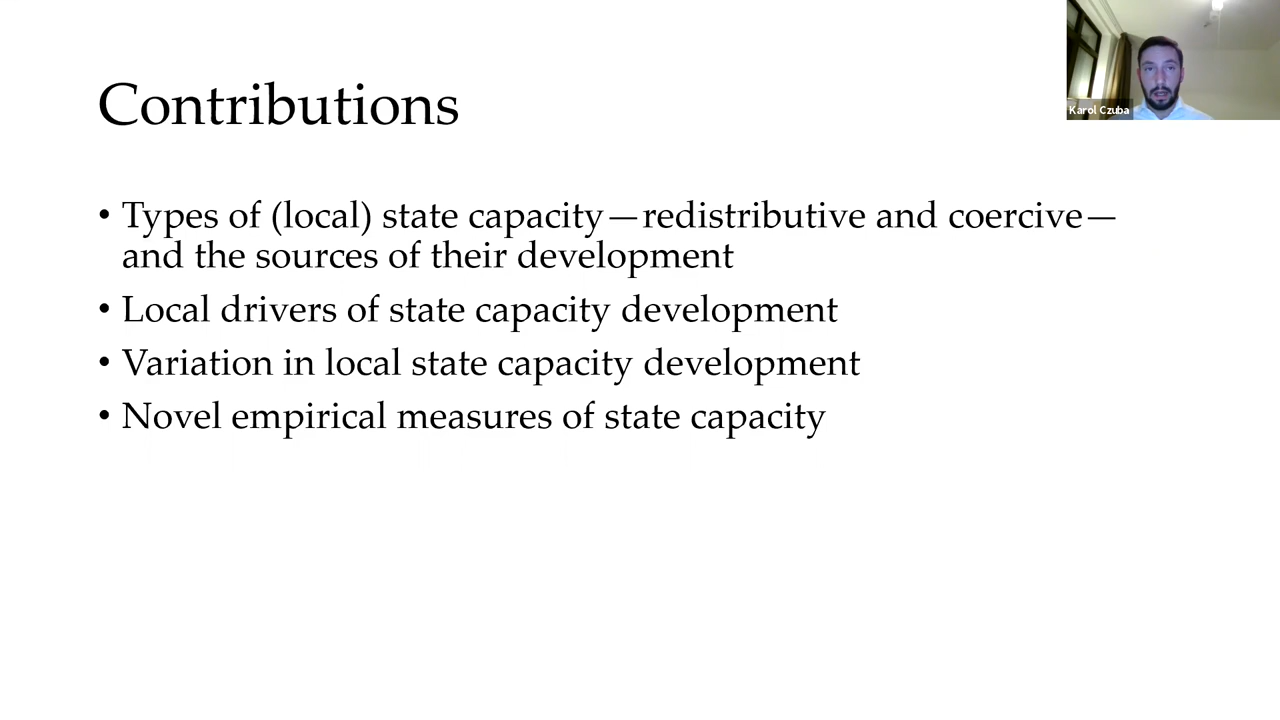 Contributions
Karol Czuba
• Types of (local) state capacity—redistributive and coercive—
and the sources of their development
• Local drivers of state capacity development
• Variation in local state capacity development
• Novel empirical measures of state capacity